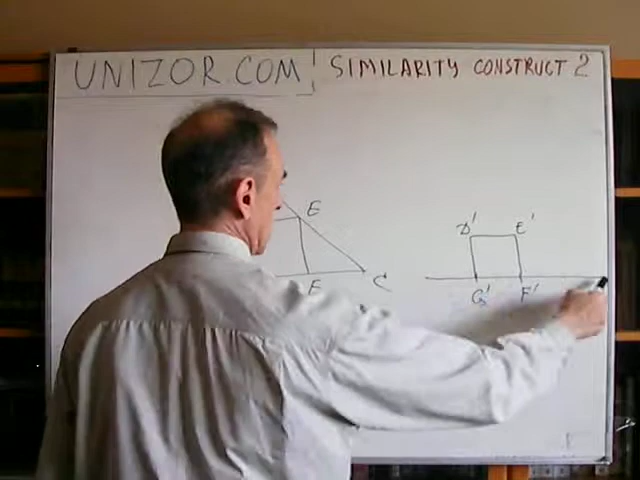 UNIZOR.COM
SIMILARITY CONSTRUCT 2
E
F
C
D' E'
G' F'